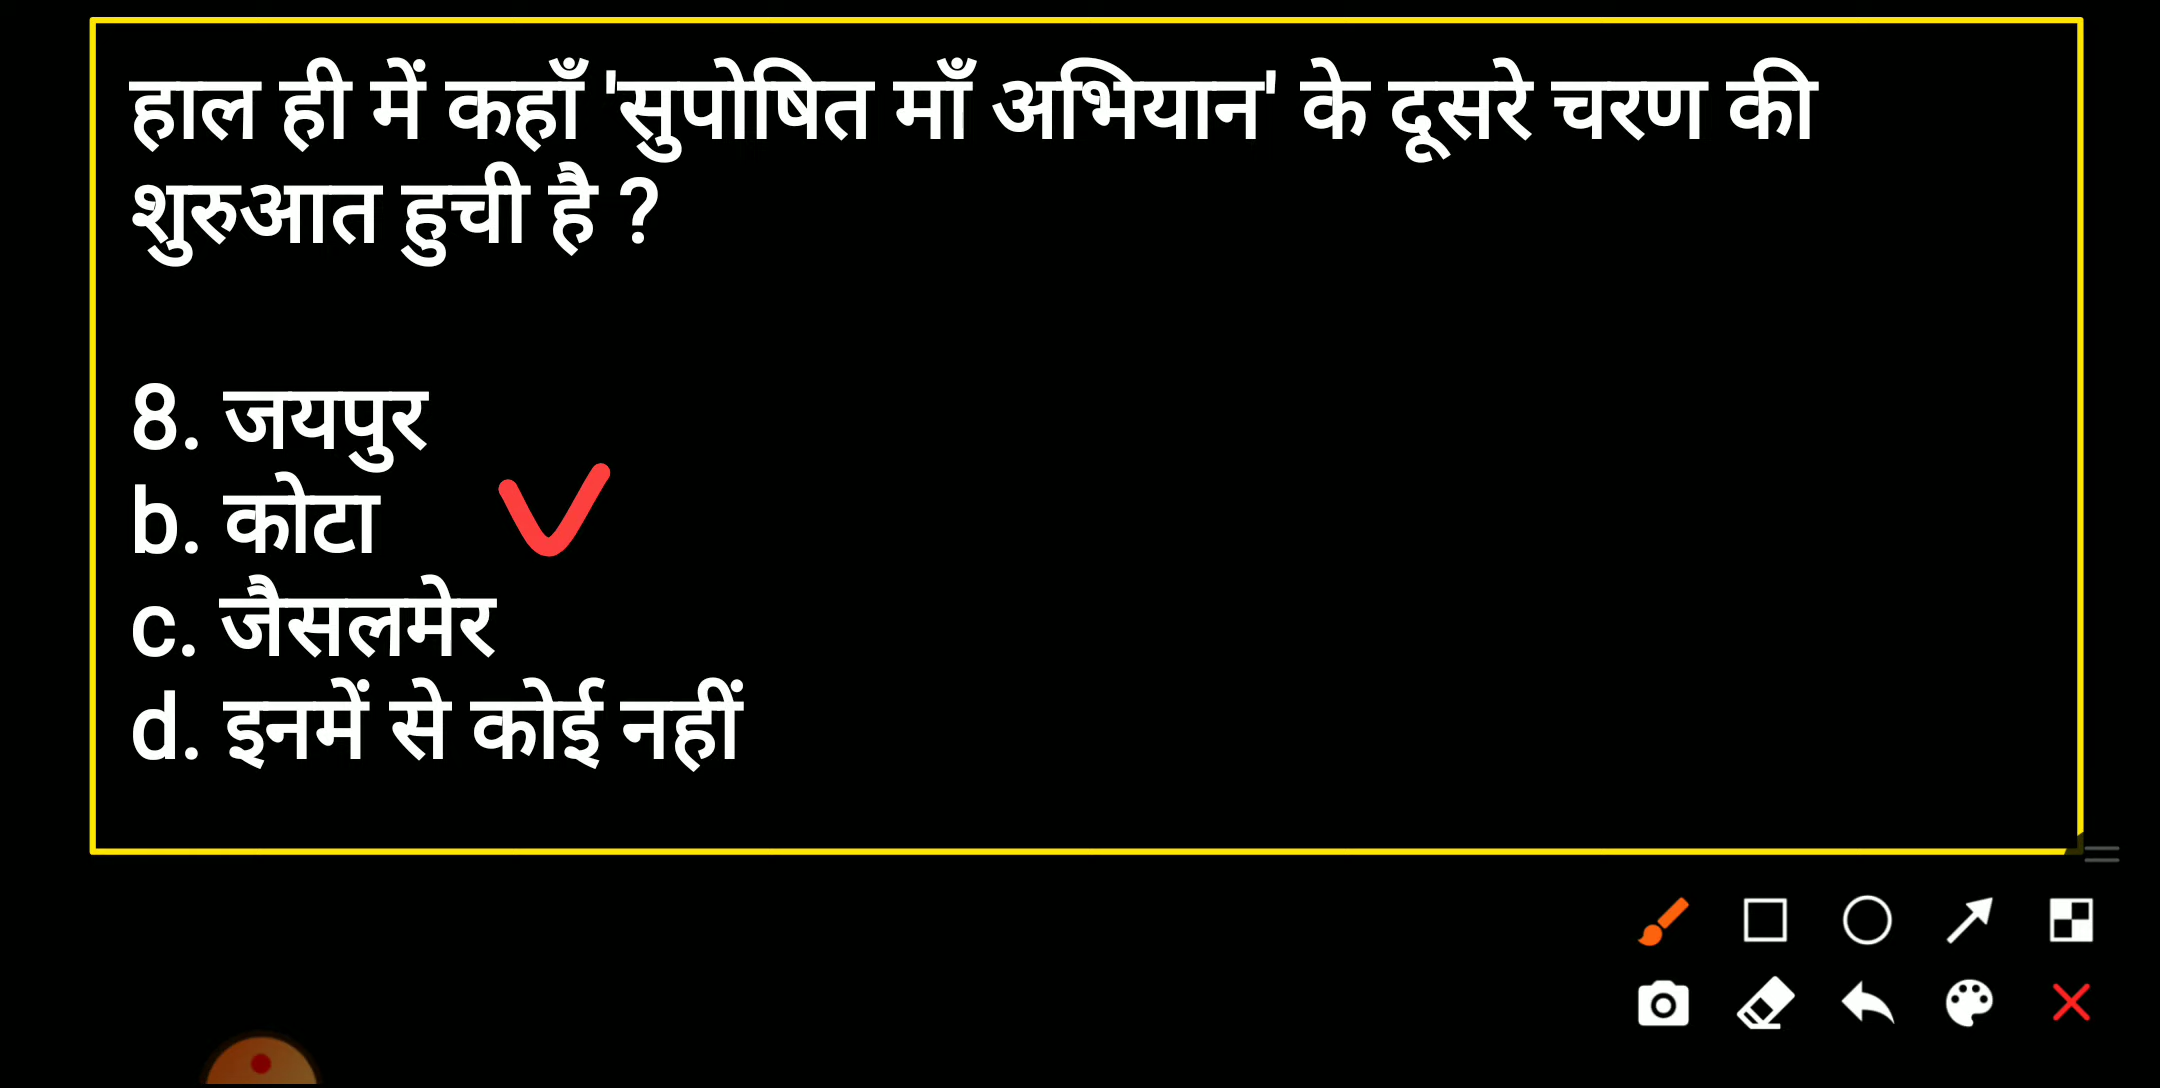 हाल ही में कहाँ 'सुपोषित माँ अभियान' के दूसरे चरण की
शुरुआत हुची है ?
8. जयपुर
b. कोटा
c. जैसलमेर
d. इनमें से कोई नहीं